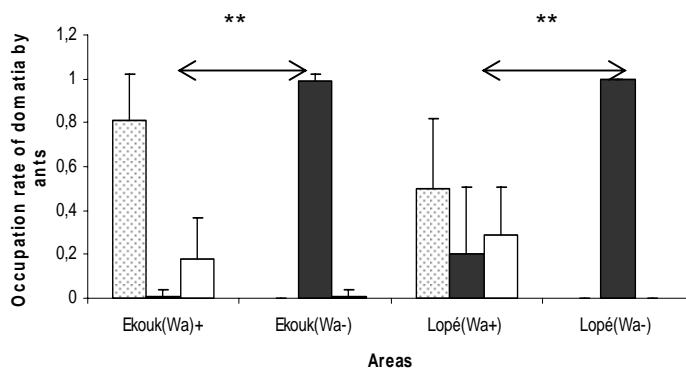 ** **
1,2
1
0,8
0,6
0,4
0,2
0
Occupation rate of domatia by
ants
Ekouk(Wa)+ Ekouk(Wa-) Lopé(Wa+) Lopé(Wa-)
Areas